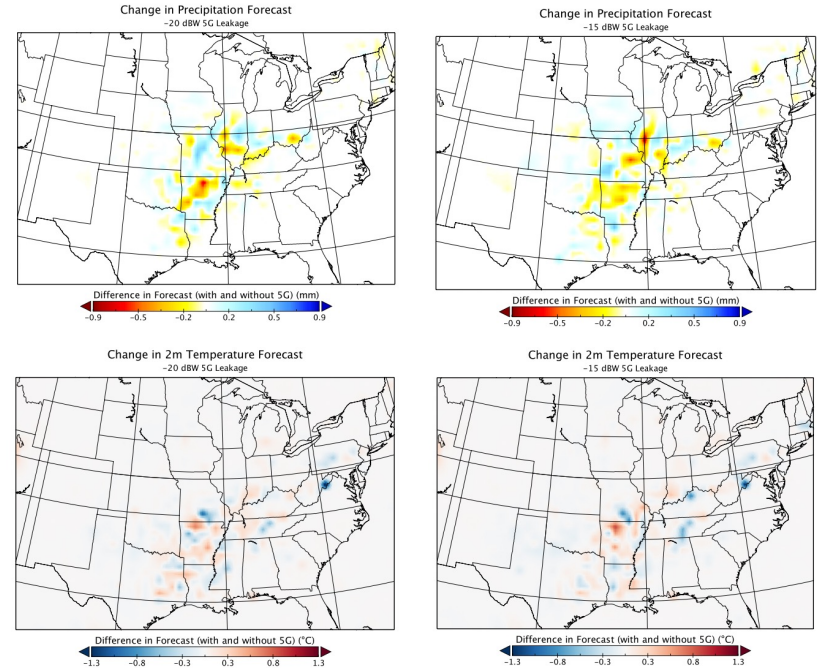 Change in Precipitation Forecast
−20 dBW 5G Leakage
Difference in Forecast (with and without 5G) (mm)
−0.9 −0.5 −0.2 0.2 0.5 0.9
Change in Precipitation Forecast
−15 dBW 5G Leakage
Difference in Forecast (with and without 5G) (mm)
−0.9 −0.5 −0.2 0.2 0.5 0.9
Change in 2m Temperature Forecast
−20 dBW 5G Leakage
Difference in Forecast (with and without 5G) (°C)
−1.3 −0.8 −0.3 0.3 0.8 1.3
Change in 2m Temperature Forecast
−15 dBW 5G Leakage
Difference in Forecast (with and without 5G) (°C)
−1.3 −0.8 −0.3 0.3 0.8 1.3